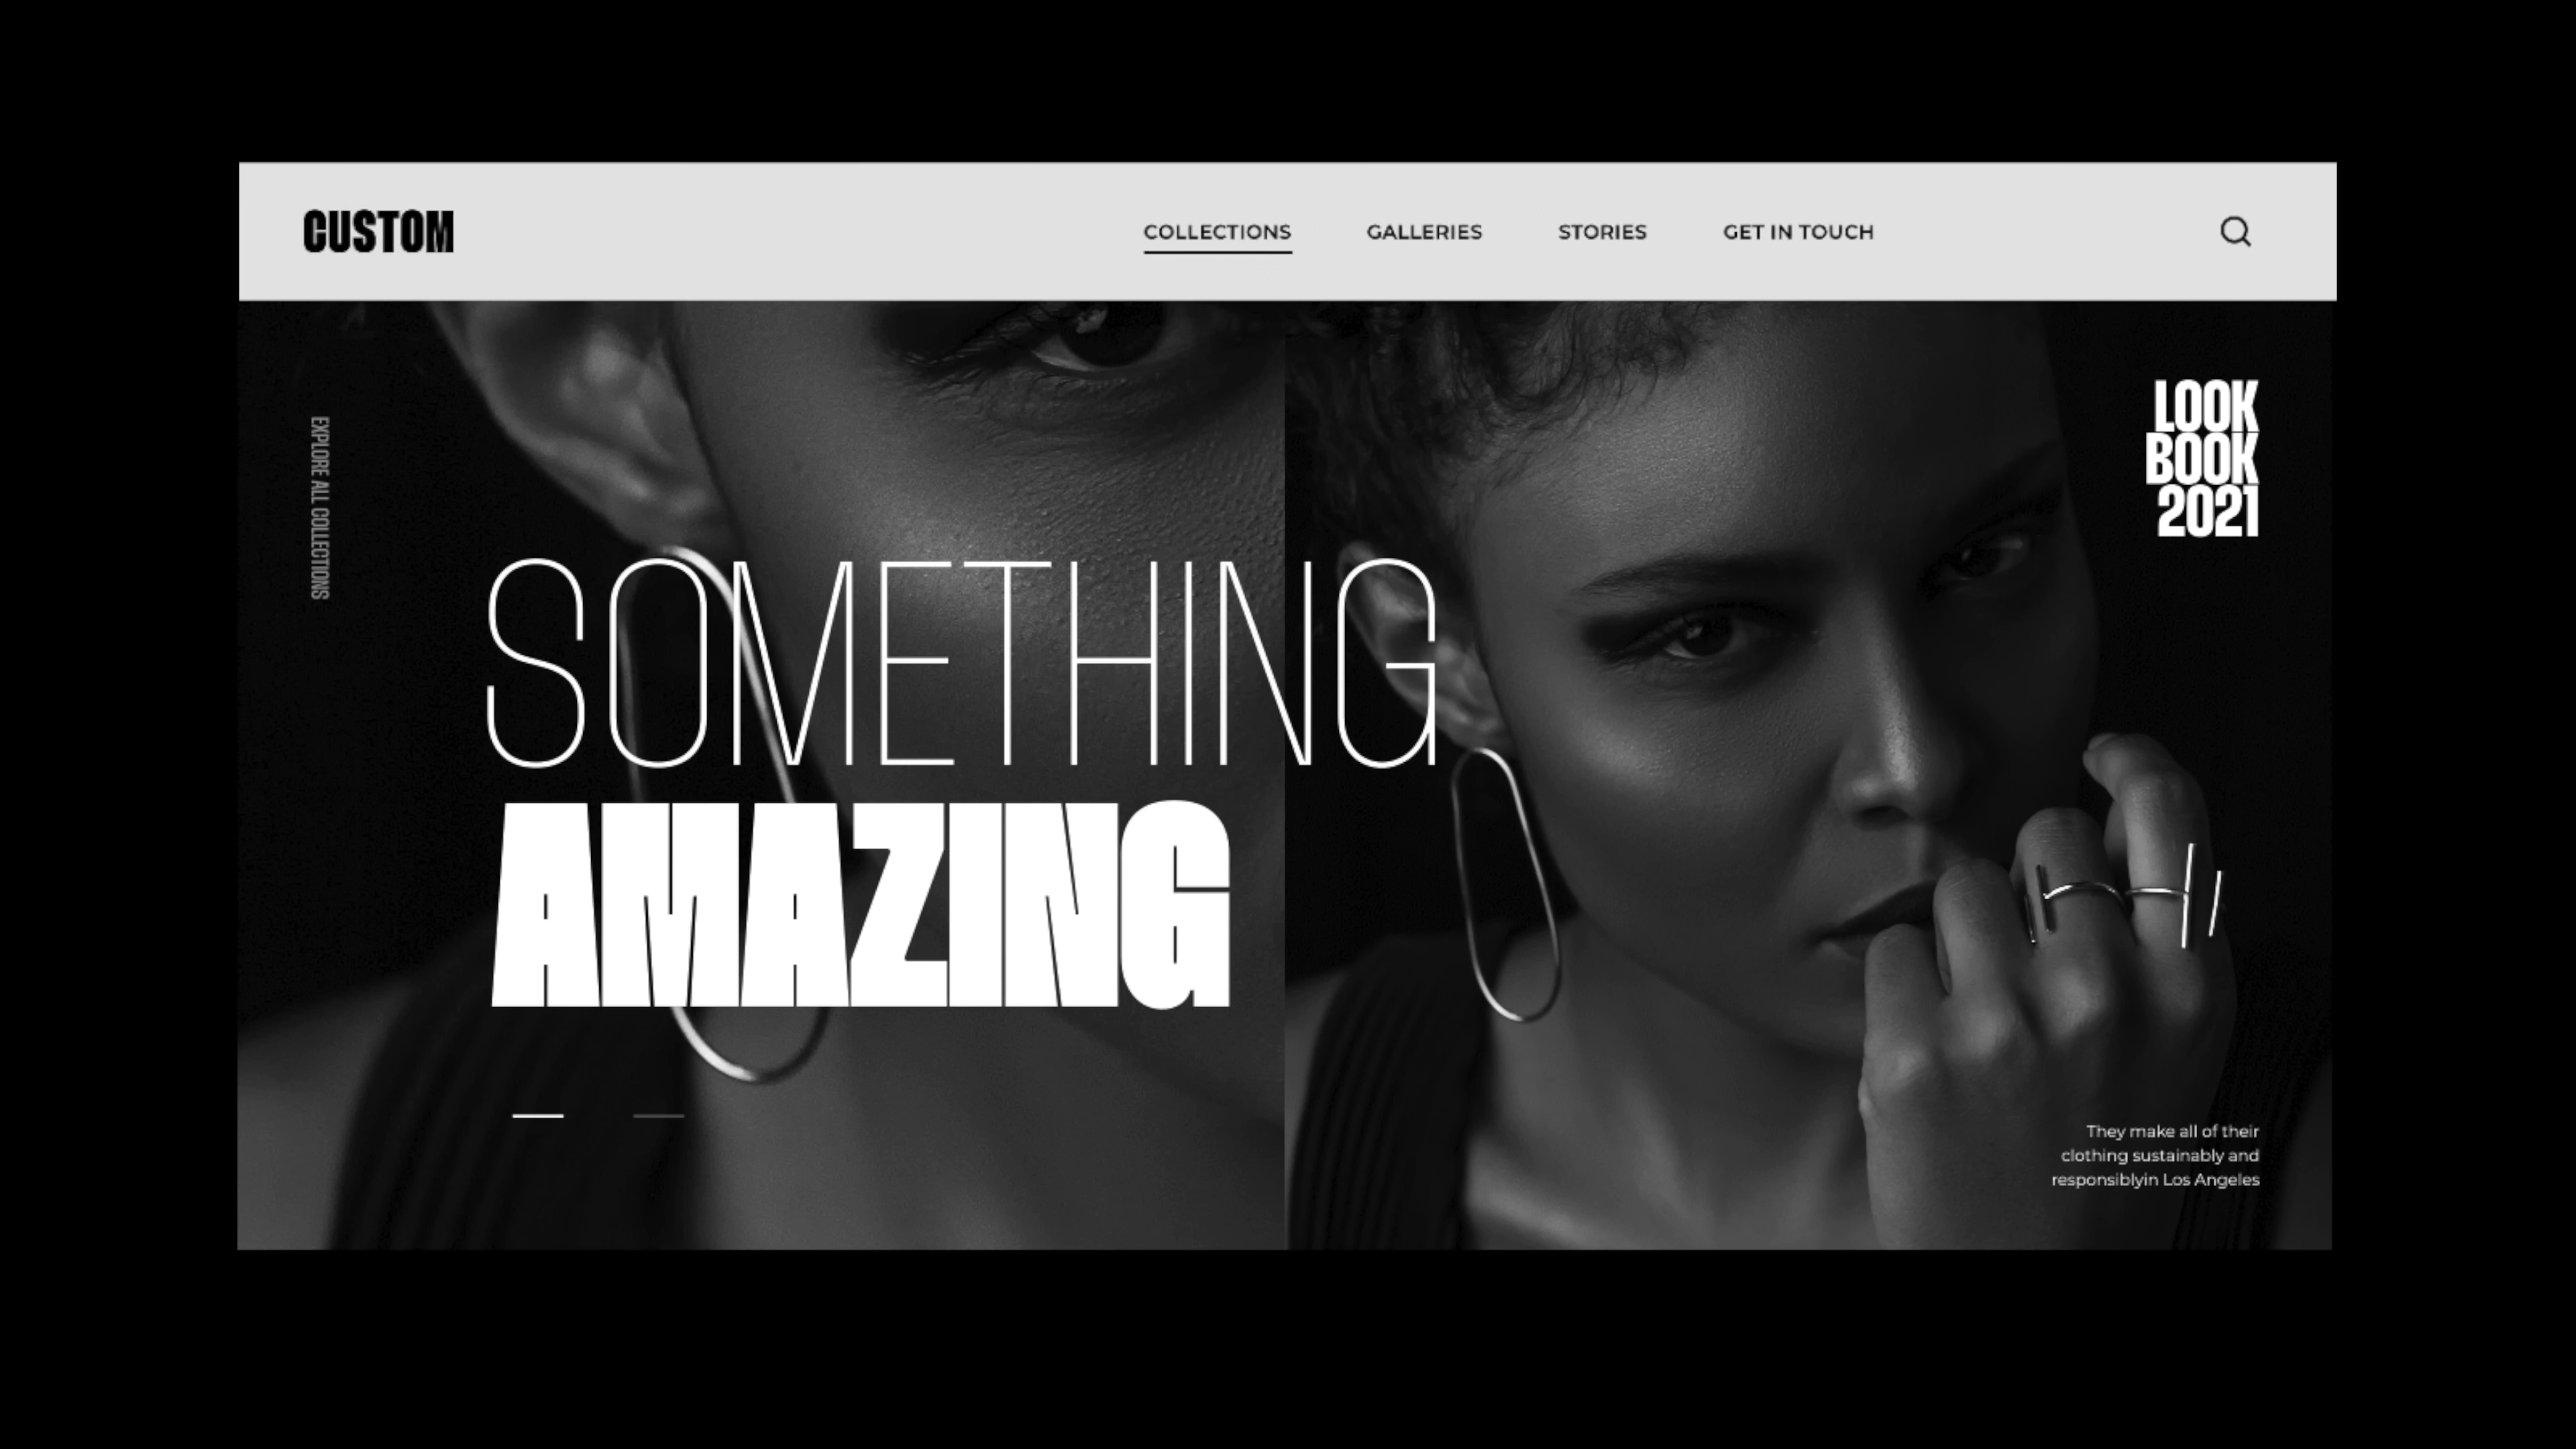 CUSTOM
COLLECTIONS
GALLERIES
STORIES
GET IN TOUCH
EXPLORE ALL COLLECTIONS
LOOK
BOOK
2021
SOMETHING
AMAZING
They make all of their
clothing sustainably and
responsiblyin Los Angeles